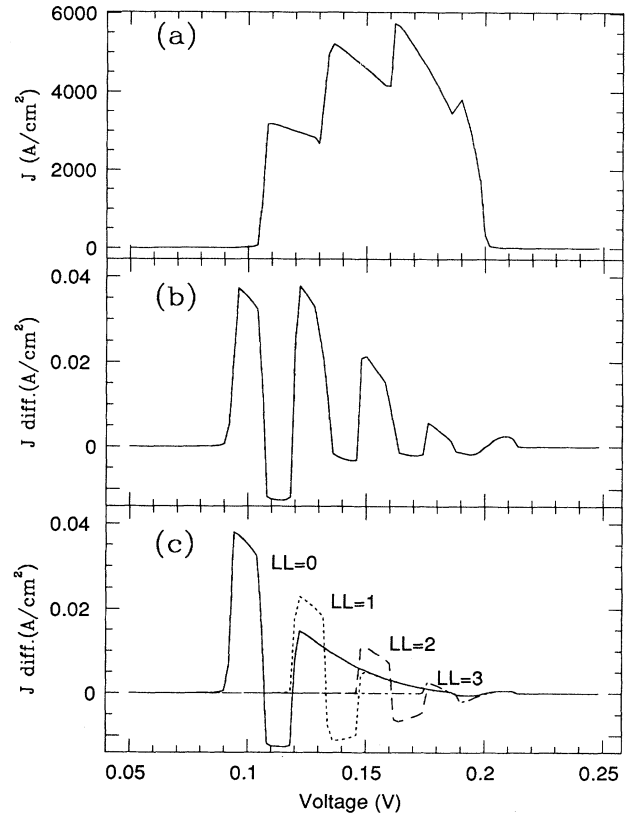 (a)
6000
4000
2000
0
J (A/cm²)
(b)
0.04
0.02
0
J diff.(A/cm²)
(c)
0.04
0.02
0
J diff.(A/cm²)
LL=0
LL=1
LL=2
LL=3
0.05
0.1
0.15
0.2
0.25
Voltage (V)